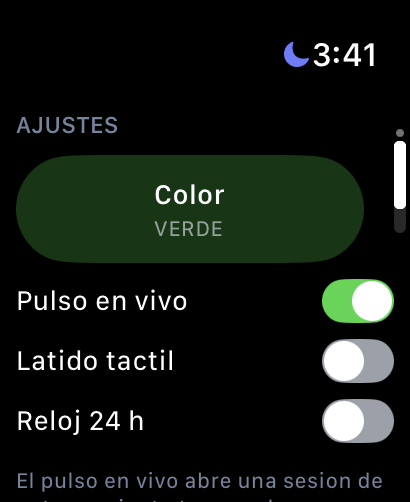 3:41
AJUSTES
Color
VERDE
Pulso en vivo
Latido tactil
Reloj 24 h
El pulso en vivo abre una sesion de